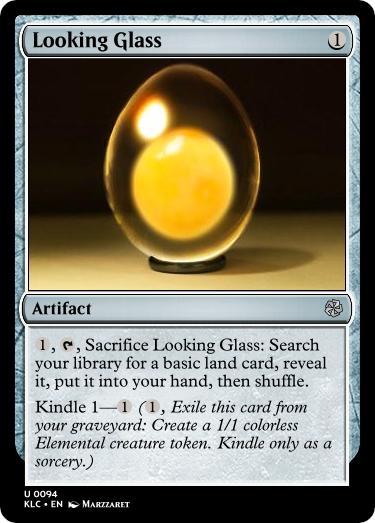 Looking Glass 1
Artifact
1, T, Sacrifice Looking Glass: Search
your library for a basic land card, reveal
it, put it into your hand, then shuffle.
Kindle 1—1 (1, Exile this card from
your graveyard: Create a 1/1 colorless
Elemental creature token. Kindle only as a
sorcery.)
U 0094
KLC • EN Marzzaret